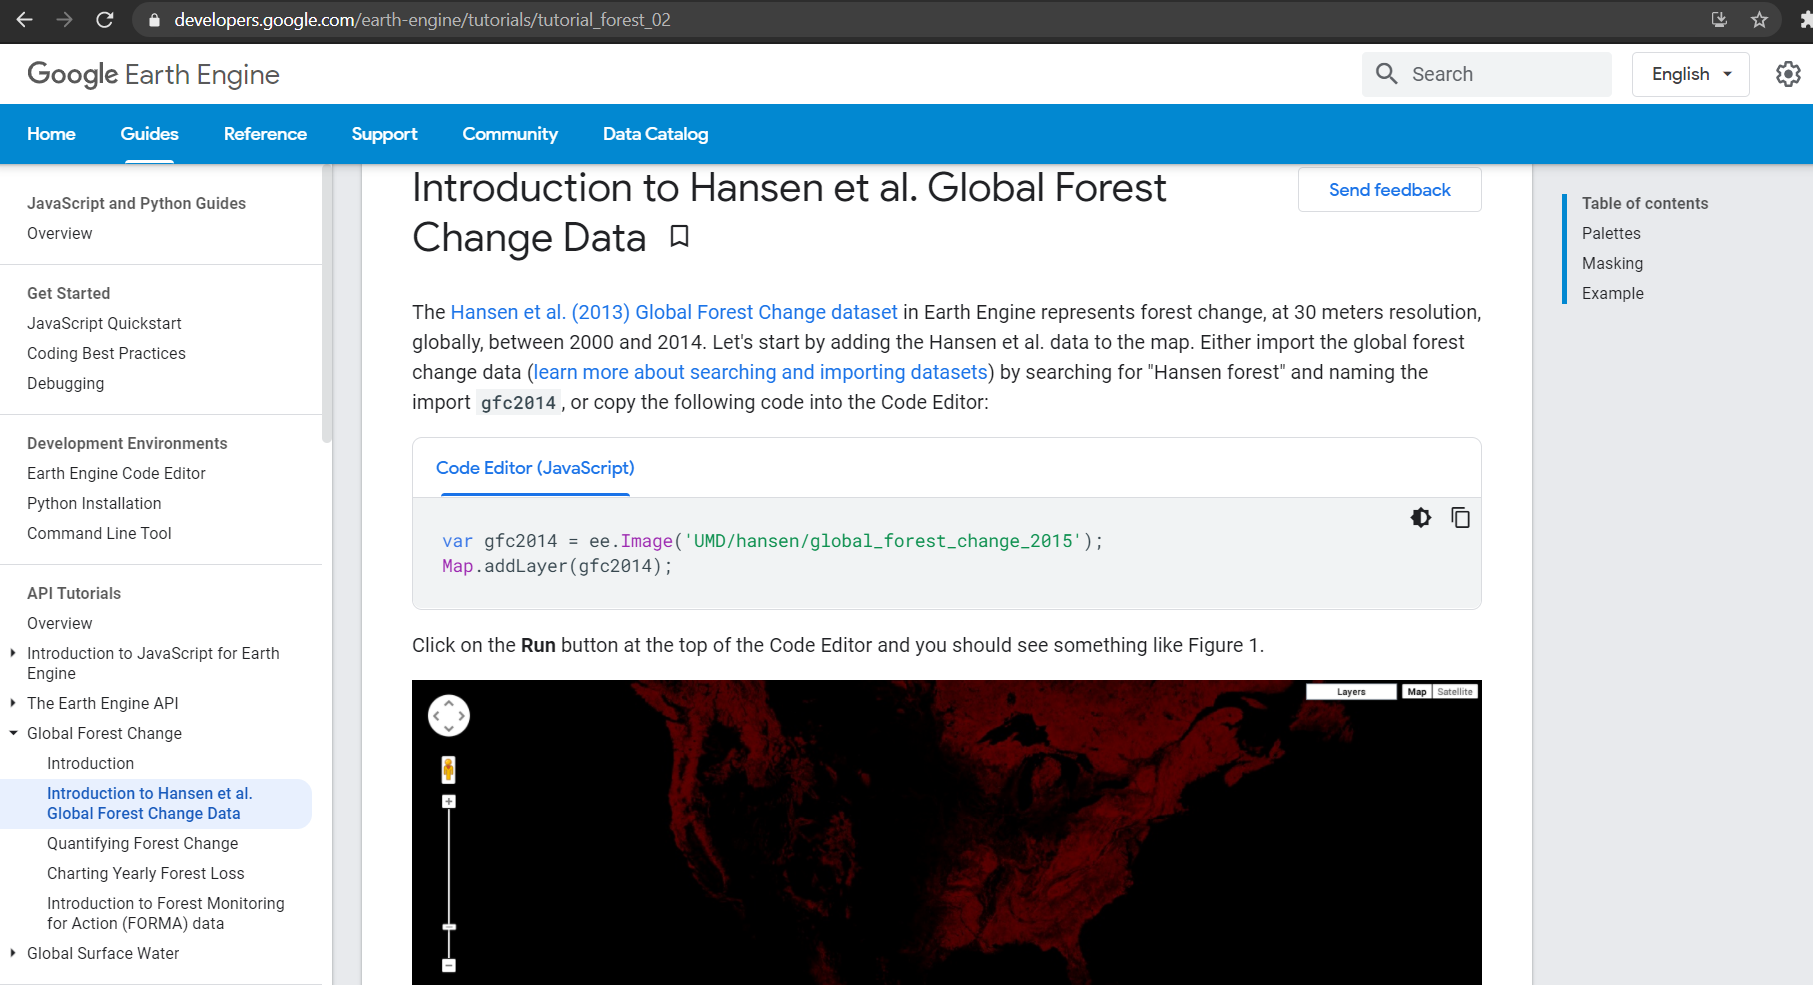 developers.google.com/earth-engine/tutorials/tutorial_forest_02
Google Earth Engine
Search
English
Home Guides Reference Support Community Data Catalog
JavaScript and Python Guides
Overview
Get Started
JavaScript Quickstart
Coding Best Practices
Debugging
Development Environments
Earth Engine Code Editor
Python Installation
Command Line Tool
API Tutorials
Overview
Introduction to JavaScript for Earth
Engine
The Earth Engine API
Global Forest Change
Introduction
Introduction to Hansen et al.
Global Forest Change Data
Quantifying Forest Change
Charting Yearly Forest Loss
Introduction to Forest Monitoring
for Action (FORMA) data
Global Surface Water
Introduction to Hansen et al. Global Forest
Change Data
Send feedback
The Hansen et al. (2013) Global Forest Change dataset in Earth Engine represents forest change, at 30 meters resolution,
globally, between 2000 and 2014. Let's start by adding the Hansen et al. data to the map. Either import the global forest
change data (learn more about searching and importing datasets) by searching for "Hansen forest" and naming the
import gfc2014, or copy the following code into the Code Editor:
Code Editor (JavaScript)
var gfc2014 = ee.Image('UMD/hansen/global_forest_change_2015');
Map.addLayer(gfc2014);
Click on the Run button at the top of the Code Editor and you should see something like Figure 1.
Layers Map Satellite
Table of contents
Palettes
Masking
Example